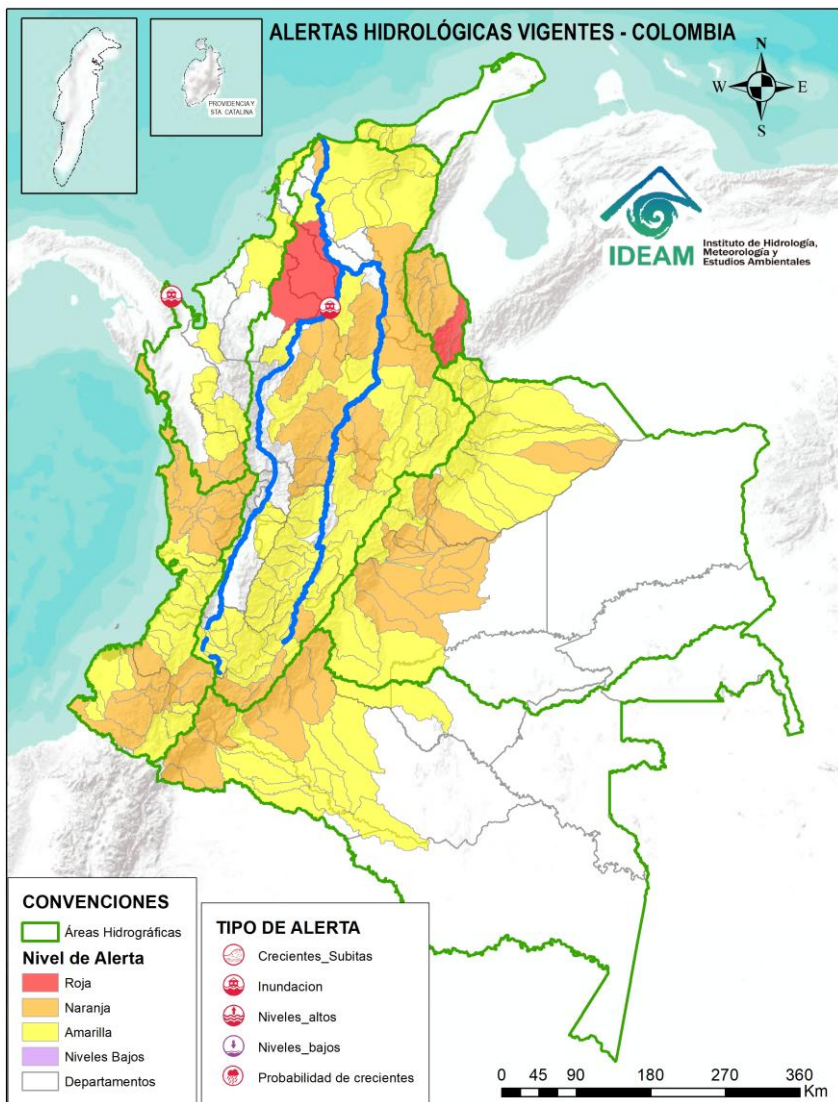 ALERTAS HIDROLÓGICAS VIGENTES - COLOMBIA
PROVIDENCIA Y
STA. CATALINA
N
W
E
S
IDEAM
Instituto de Hidrología,
Meteorología y
Estudios Ambientales
CONVENCIONES
Áreas Hidrográficas
Nivel de Alerta
Roja
Naranja
Amarilla
Niveles Bajos
Departamentos
TIPO DE ALERTA
Crecientes_Subitas
Inundacion
Niveles_altos
Niveles_bajos
Probabilidad de crecientes
0 45 90 180 270 360
Km